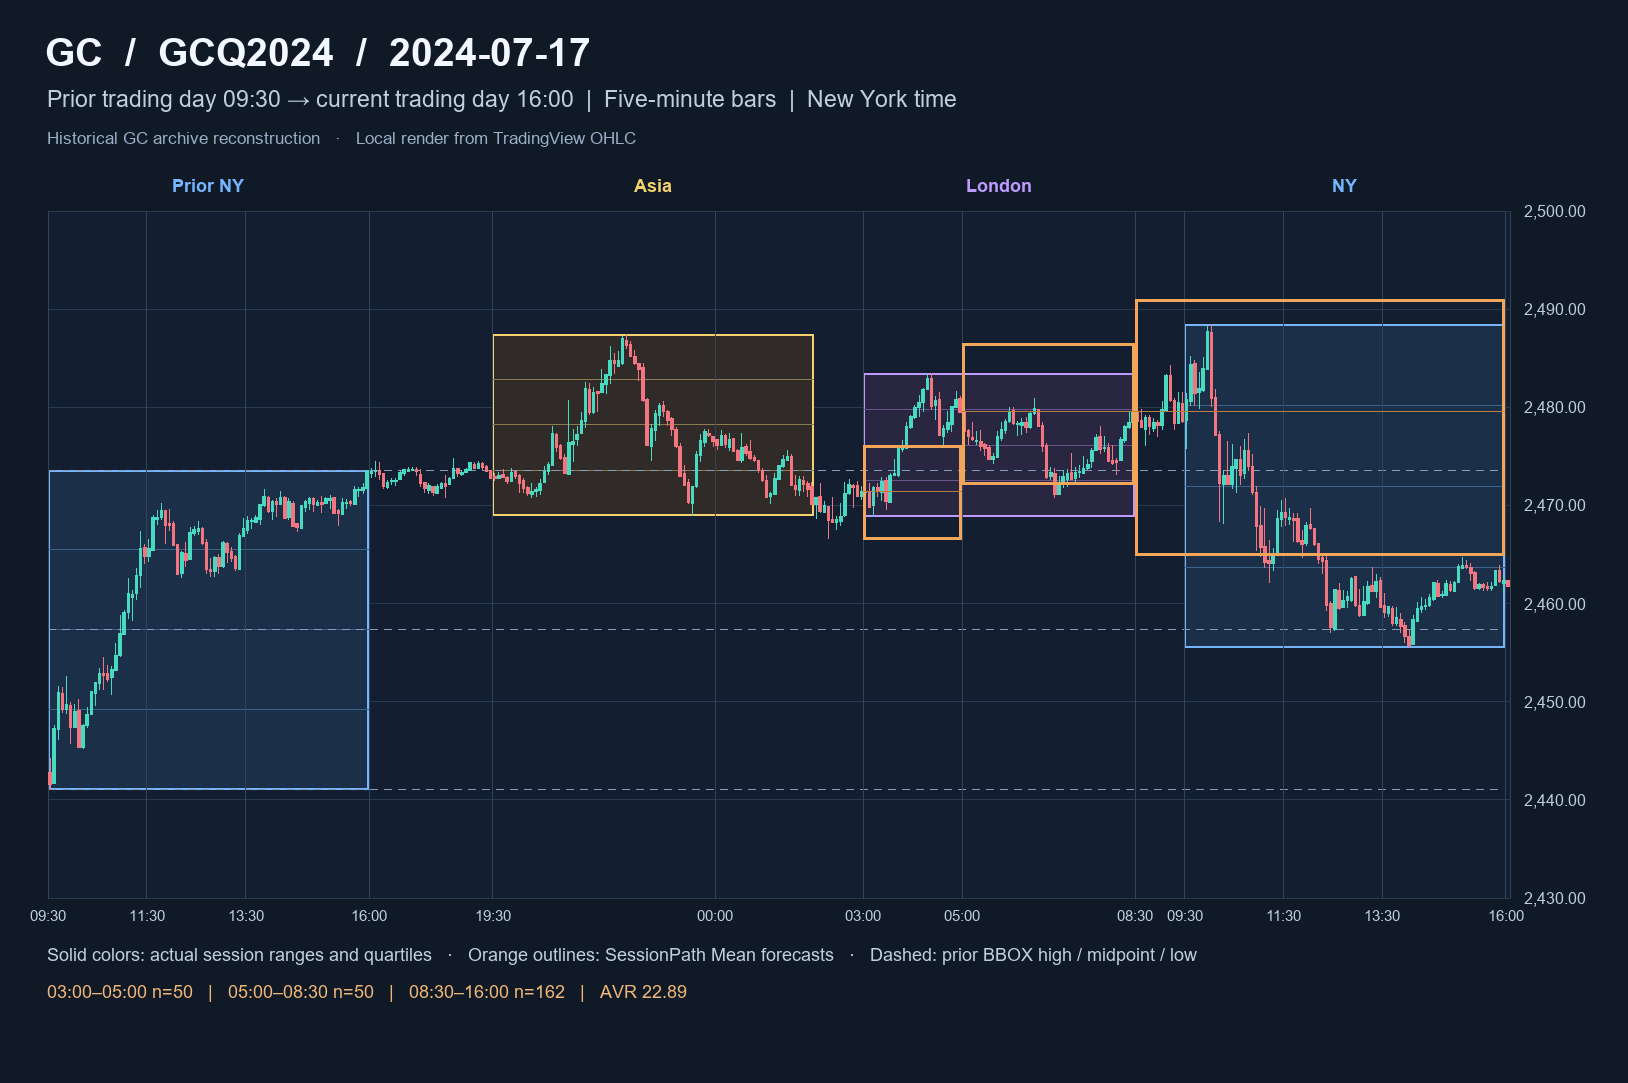 GC / GCQ2024 / 2024-07-17
Prior trading day 09:30 → current trading day 16:00 | Five-minute bars | New York time
Historical GC archive reconstruction · Local render from TradingView OHLC
Prior NY Asia London NY
2,500.00
2,490.00
2,480.00
2,470.00
2,460.00
2,450.00
2,440.00
2,430.00
09:30 11:30 13:30 16:00 19:30 00:00 03:00 05:00 08:30 09:30 11:30 13:30 16:00
Solid colors: actual session ranges and quartiles · Orange outlines: SessionPath Mean forecasts · Dashed: prior BBOX high / midpoint / low
03:00–05:00 n=50 | 05:00–08:30 n=50 | 08:30–16:00 n=162 | AVR 22.89